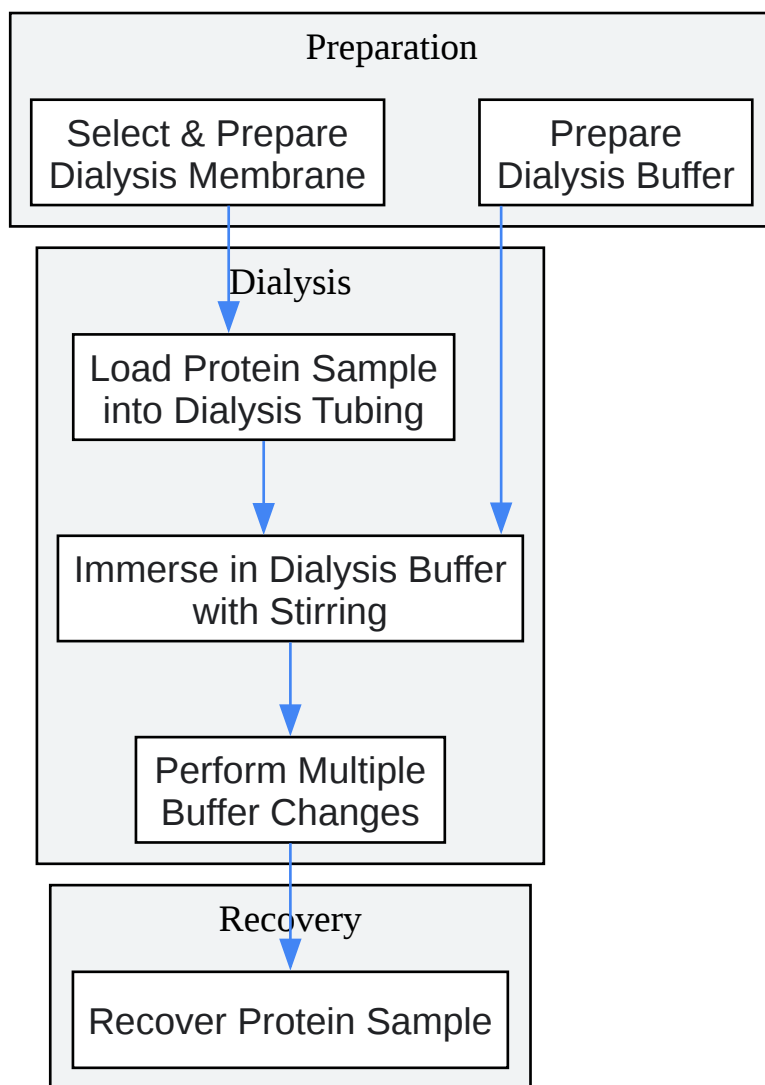 Preparation
Select & Prepare
Dialysis Membrane
Prepare
Dialysis Buffer
Dialysis
Load Protein Sample
into Dialysis Tubing
Immerse in Dialysis Buffer
with Stirring
Perform Multiple
Buffer Changes
Recovery
Recover Protein Sample